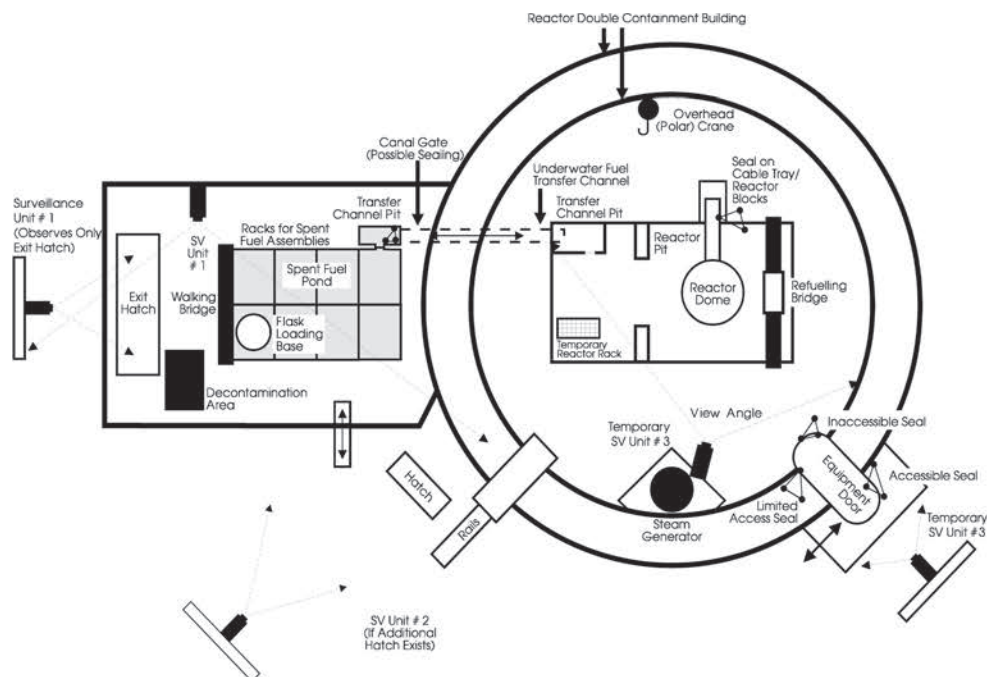 Reactor Double Containment Building
Overhead
(Polar) Crane
Canal Gate
(Possible Sealing)
Underwater Fuel
Transfer Channel
Seal on
Cable Tray/
Reactor
Blocks
Transfer
Channel Pit
Transfer
Channel Pit
Surveillance
Unit # 1
(Observes Only
Exit Hatch)
SV
Unit
# 1
Racks for Spent
Fuel Assemblies
Reactor
Pit
Spent Fuel
Pond
Reactor
Dome
Refuelling
Bridge
Exit
Hatch
Walking
Bridge
Flask
Loading
Base
Temporary
Reactor Rack
Decontamination
Area
View Angle
Inaccessible Seal
Temporary
SV Unit # 3
Equipment
Door
Accessible Seal
Hatch
Rails
Steam
Generator
Limited
Access Seal
Temporary
SV Unit #3
SV Unit # 2
(If Additional
Hatch Exists)